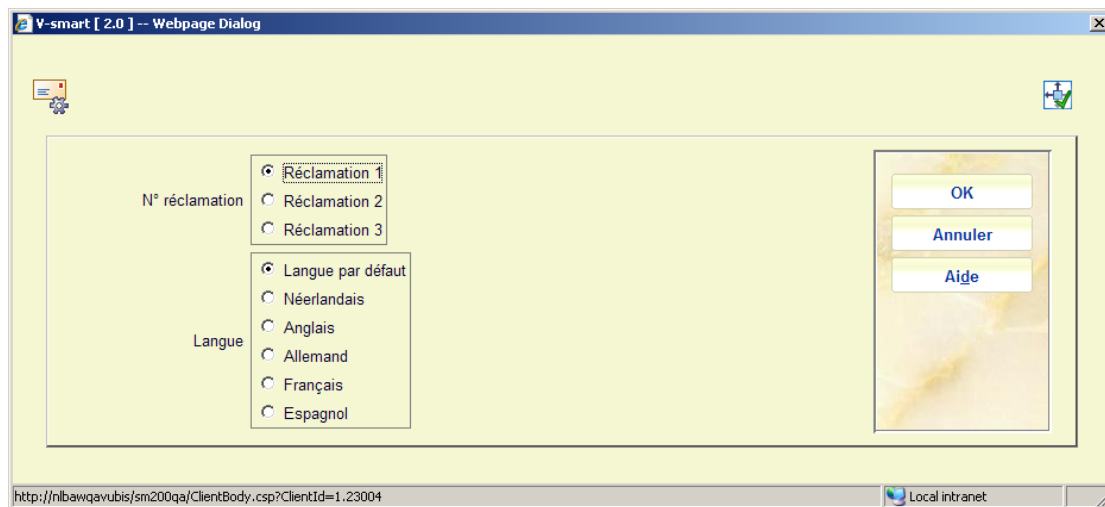 V-smart [ 2.0 ] -- Webpage Dialog
N° réclamation
Réclamation 1
Réclamation 2
Réclamation 3
Langue
Langue par défaut
Néerlandais
Anglais
Allemand
Français
Espagnol
OK
Annuler
Aide
http://nlbawqavubis/sm200qa/ClientBody.csp?ClientId=1.23004
Local intranet